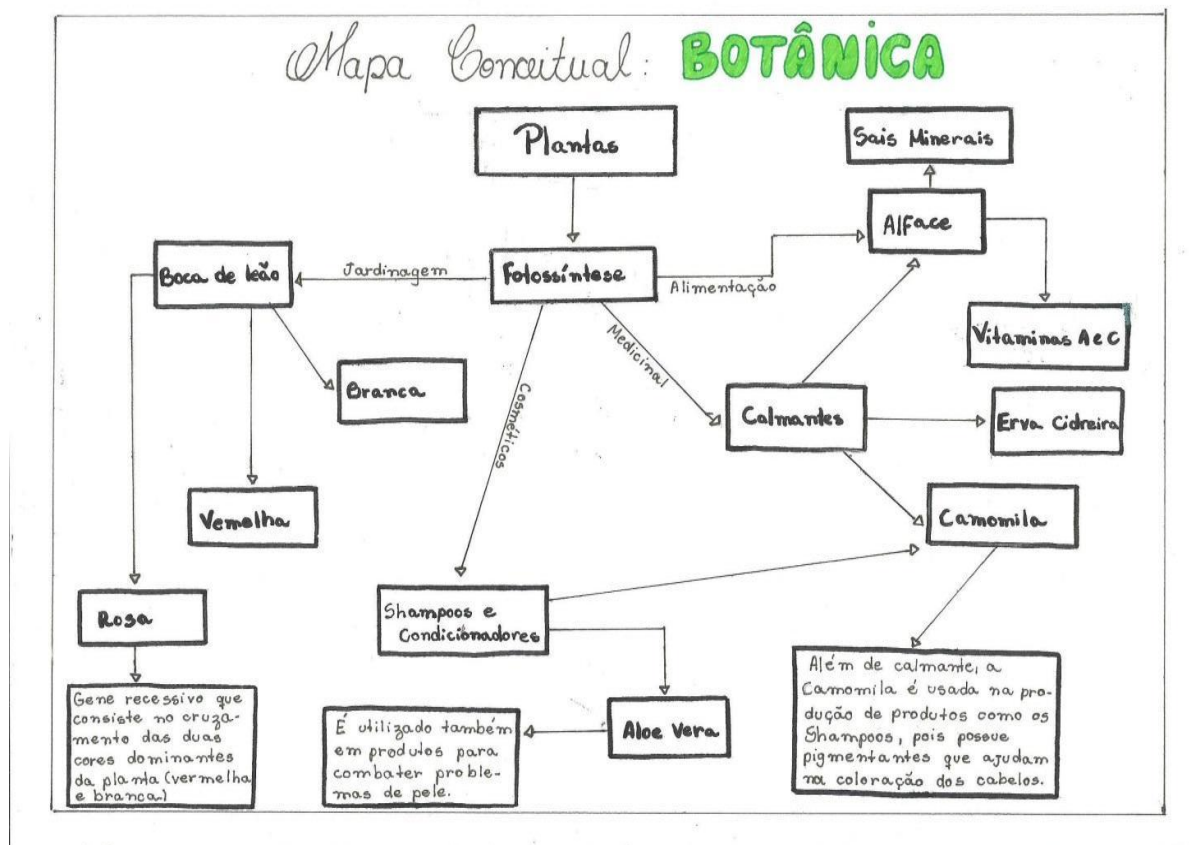 Mapa Conceitual: BOTÂNICA
Plantas
Sais Minerais
Alface
Boca de leão
Jardinagem
Fotossíntese
Alimentação
Vitaminas A e C
Medicinal
Branca
Cosméticos
Calmantes
Erva Cidreira
Vemelha
Camomila
Rosa
Shampoos e
Condicionadores
Gene recessivo que
consiste no cruza-
mento das duas
cores dominantes
da planta (vermelha
e branca)
É utilizado também
em produtos para
combater proble-
mas de pele.
Aloe Vera
Além de calmante, a
Camomila é usada na pro-
dução de produtos como os
Shampoos, pois possue
pigmentantes que ajudam
na coloração dos cabelos.